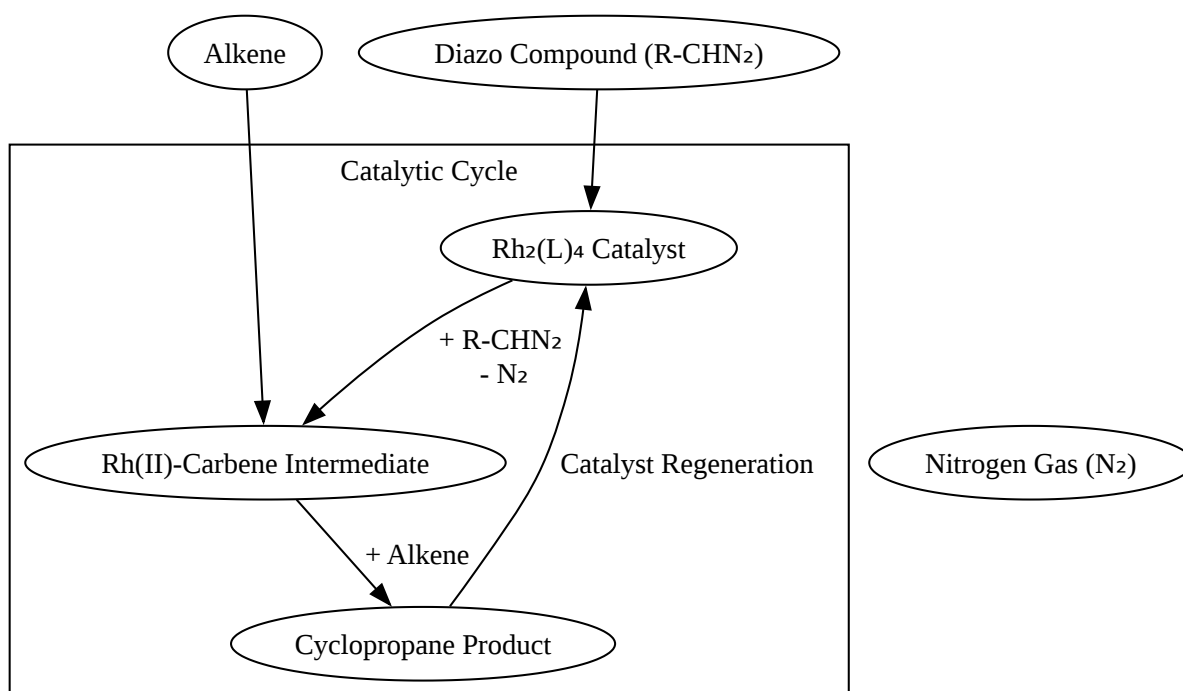 Alkene
Diazo Compound (R-CHN₂)
Catalytic Cycle
Rh₂(L)₄ Catalyst
+ R-CHN₂
- N₂
Rh(II)-Carbene Intermediate
Catalyst Regeneration
Nitrogen Gas (N₂)
+ Alkene
Cyclopropane Product